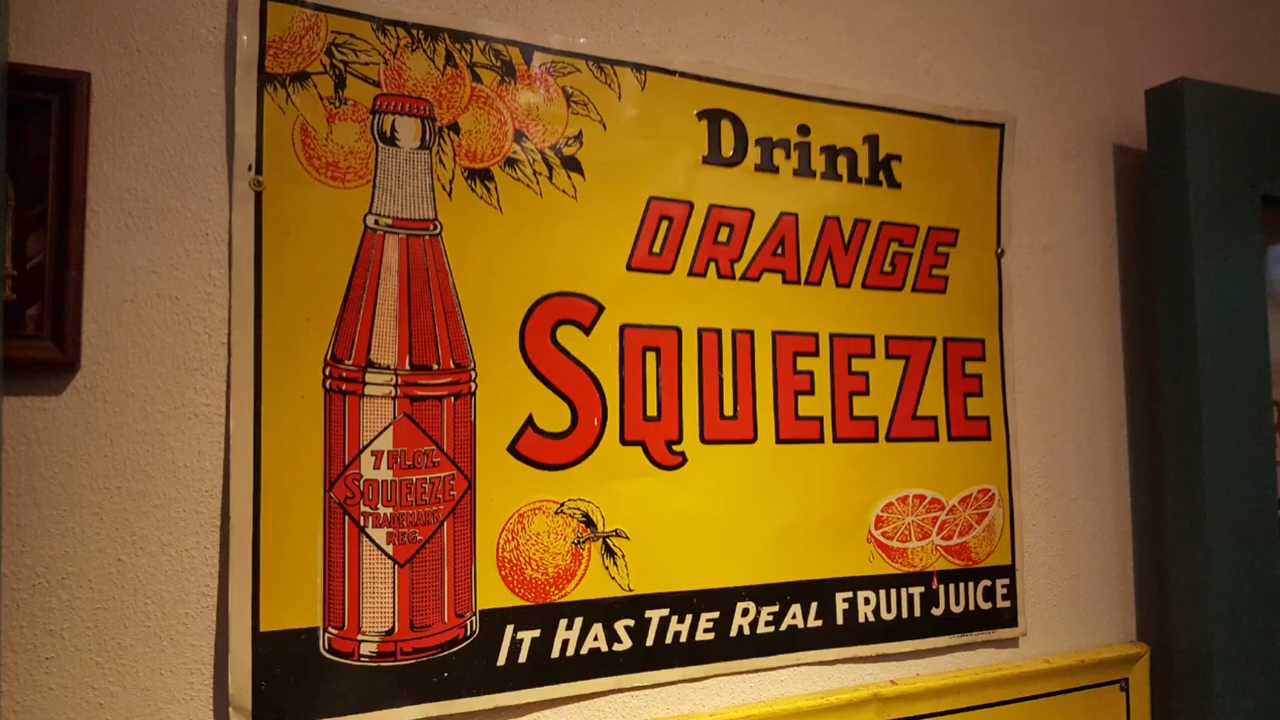 Drink
ORANGE
SQUEEZE
7 FL.OZ.
SQUEEZE
TRADEMARK
REG.
IT HAS THE REAL FRUIT JUICE